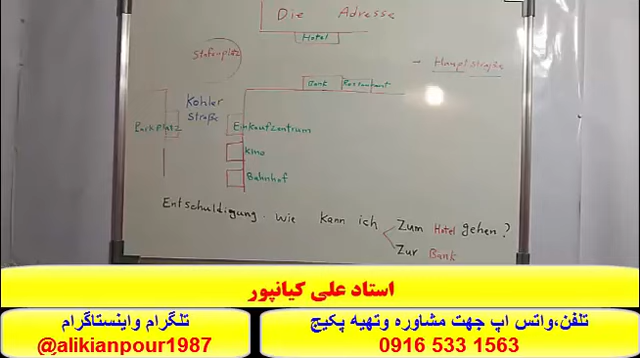 Die Adresse
Hotel
Stefanplatz
→ Hauptstraße
Bank Restaurant
Kohler
Straße
Parkplatz
Einkaufzentrum
Kino
Bahnhof
Entschuldigung. Wie kann ich
Zum Hotel gehen?
Zur Bank
استاد علی کیانپور
تلگرام واینستاگرام
@alikianpour1987
تلفن،واتس اپ جهت مشاوره وتهیه پکیج
0916 533 1563